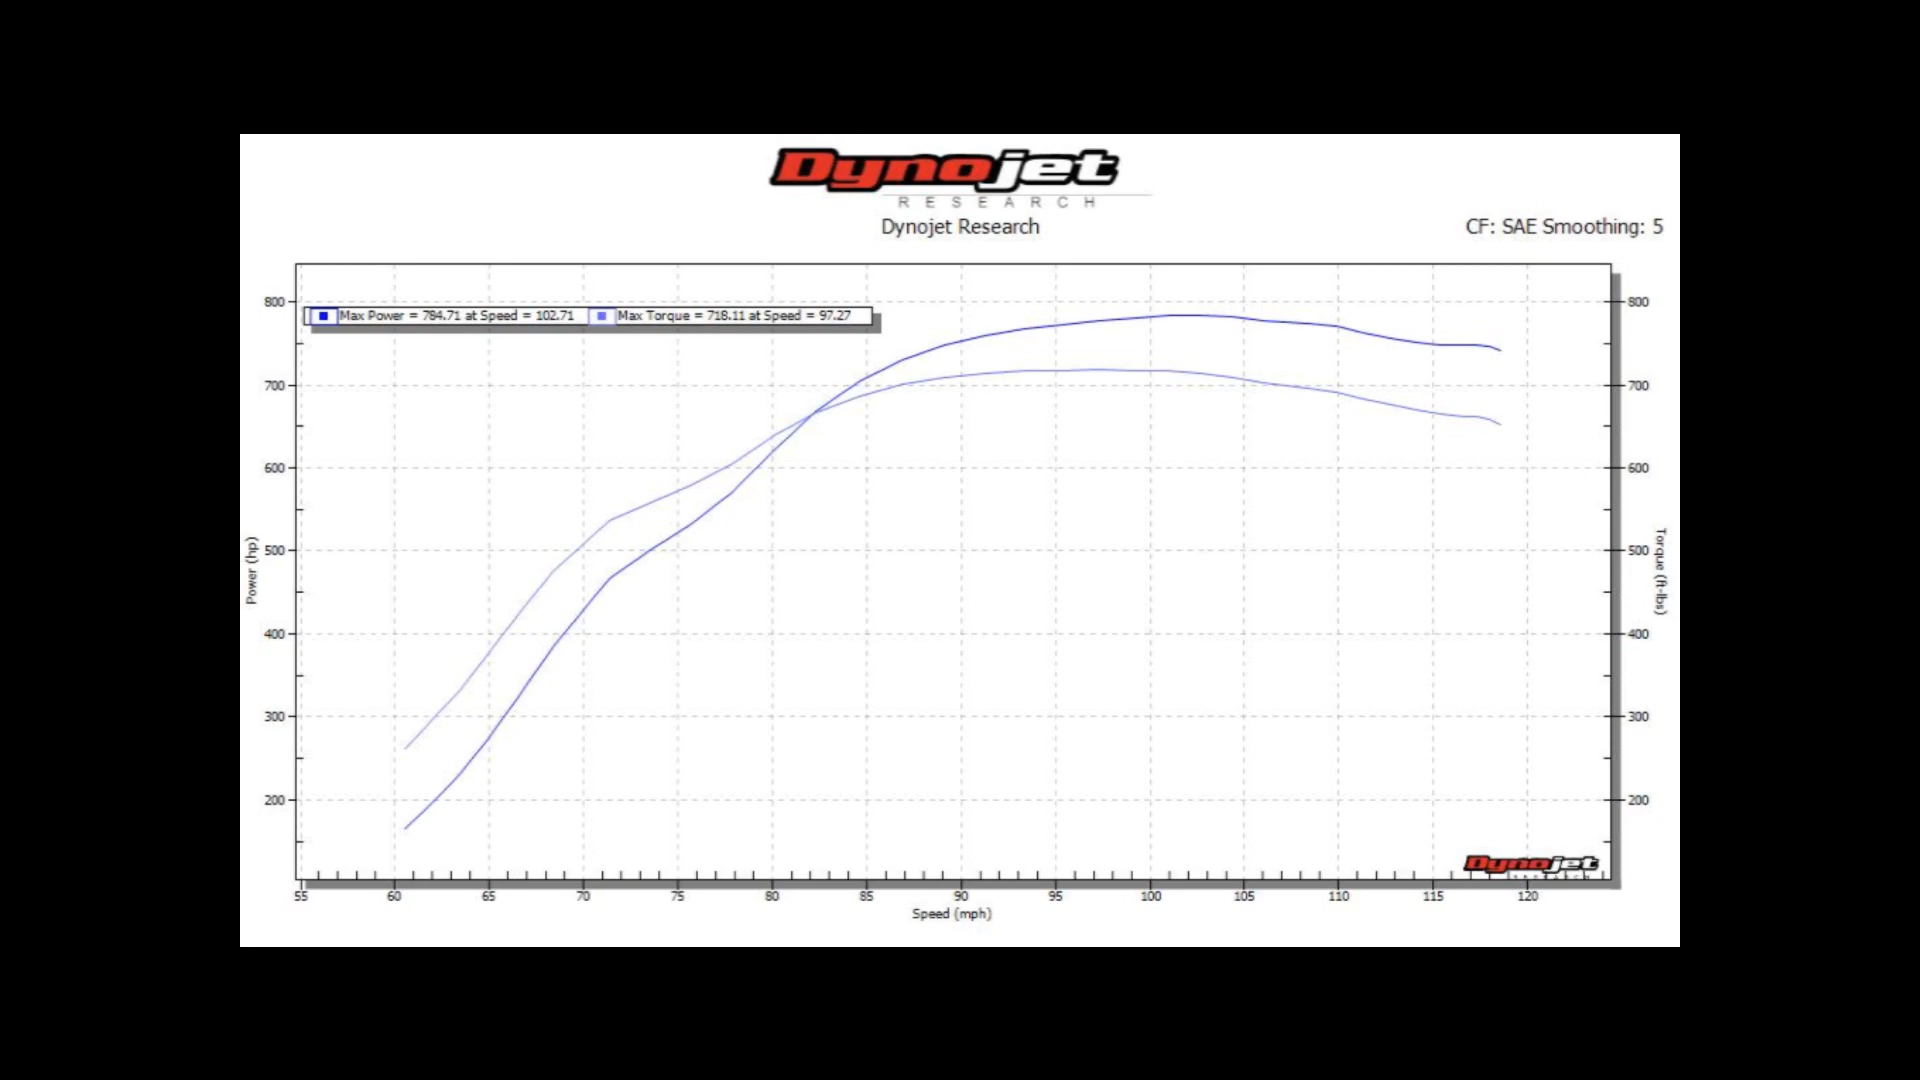 Dynojet
RESEARCH
Dynojet Research
CF: SAE Smoothing: 5
Max Power = 784.71 at Speed = 102.71 Max Torque = 718.11 at Speed = 97.27
800 800
700 700
600 600
500 500
Power (hp)
Torque (ft-lbs)
400 400
300 300
200 200
Dynojet
55 60 65 70 75 80 85 90 95 100 105 110 115 120
Speed (mph)